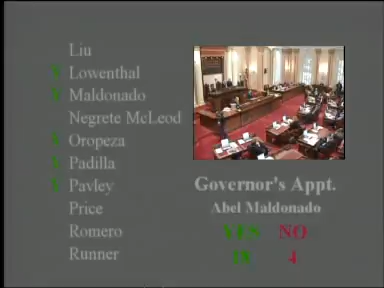 Liu
Lowenthal
Maldonado
Negrete McLeod
Oropeza
Padilla
Pavley
Price
Romero
Runner
Governor's Appt.
Abel Maldonado
YES NO
4